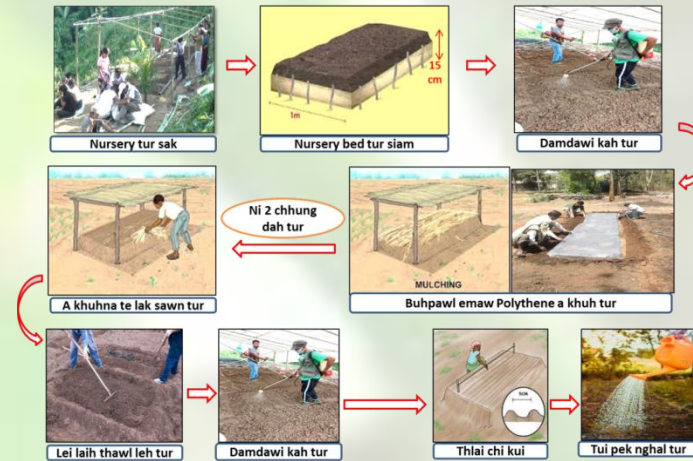 15
cm
1m
Nursery tur sak
Nursery bed tur siam
Damdawi kah tur
Ni 2 chhung
dah tur
MULCHING
A khuhna te lak sawn tur
Buhpawl emaw Polythene a khuh tur
Lei laih thawl leh tur
Damdawi kah tur
Thlai chi kui
Tui pek nghal tur